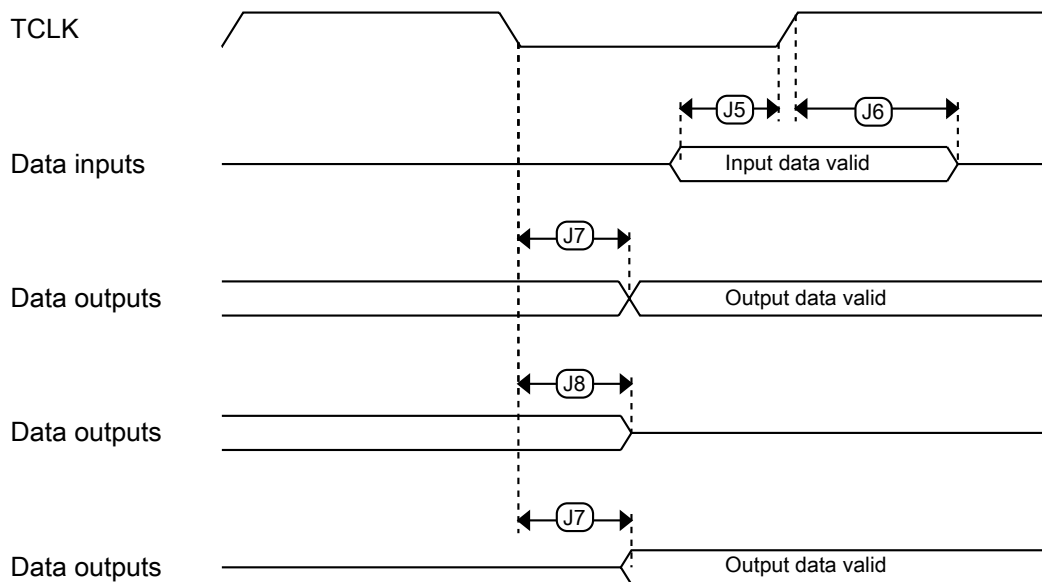 TCLK
J5
J6
Data inputs
Input data valid
J7
Data outputs
Output data valid
J8
Data outputs
J7
Data outputs
Output data valid